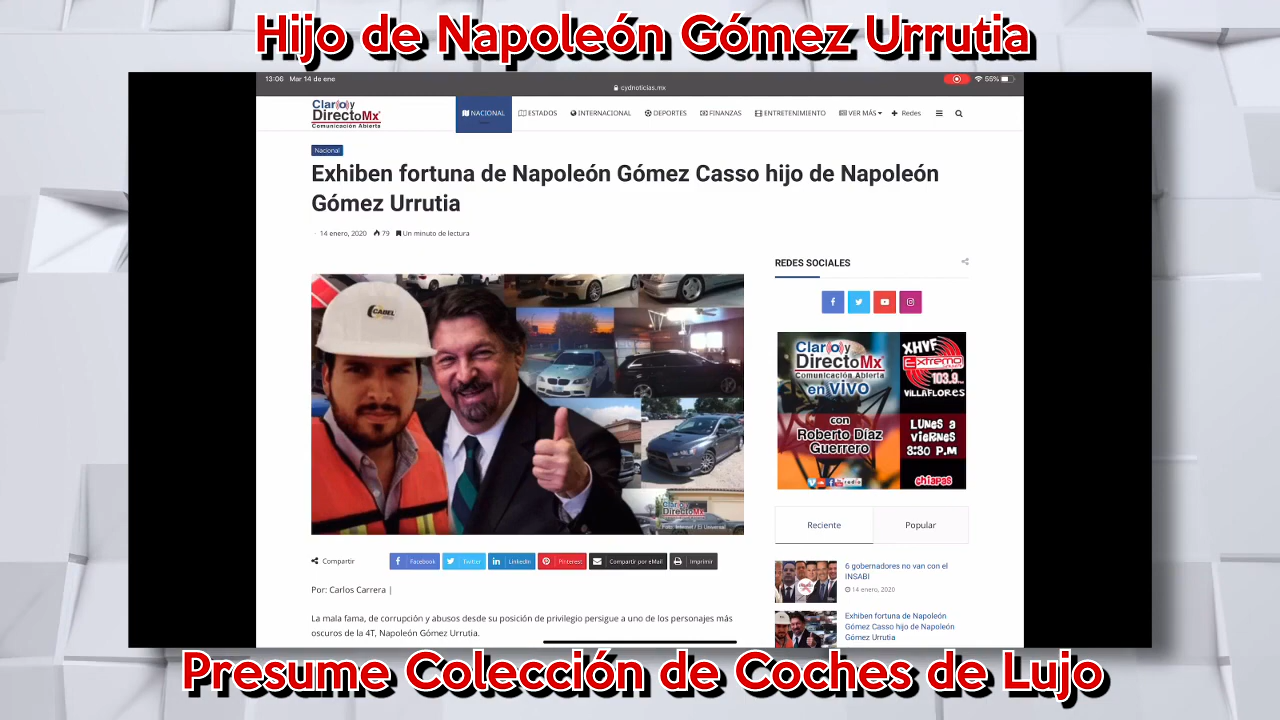 Hijo de Napoleón Gómez Urrutia
13:06 Mar 14 de ene
55%
cydnoticias.mx
Claro y
DirectoMx
Comunicación Abierta
NACIONAL ESTADOS INTERNACIONAL DEPORTES FINANZAS ENTRETENIMIENTO VER MÁS Redes
Nacional
Exhiben fortuna de Napoleón Gómez Casso hijo de Napoleón
Gómez Urrutia
14 enero, 2020 79 Un minuto de lectura
REDES SOCIALES
Claro y
DirectoMx
Comunicación Abierta
en VIVO
con
Roberto Díaz
Guerrero
XHVF
Extremo
103.9
VILLAFLORES
LUNES a
VIERNES
3:30 P.M
chiapas
Claro y
DirectoMx
Foto: Internet / El Universal
Reciente Popular
Compartir Facebook Twitter LinkedIn Pinterest Compartir por eMail Imprimir
6 gobernadores no van con el
INSABI
14 enero, 2020
Por: Carlos Carrera |
Exhiben fortuna de Napoleón
Gómez Casso hijo de Napoleón
Gómez Urrutia
La mala fama, de corrupción y abusos desde su posición de privilegio persigue a uno de los personajes más
oscuros de la 4T, Napoleón Gómez Urrutia.
Presume Colección de Coches de Lujo